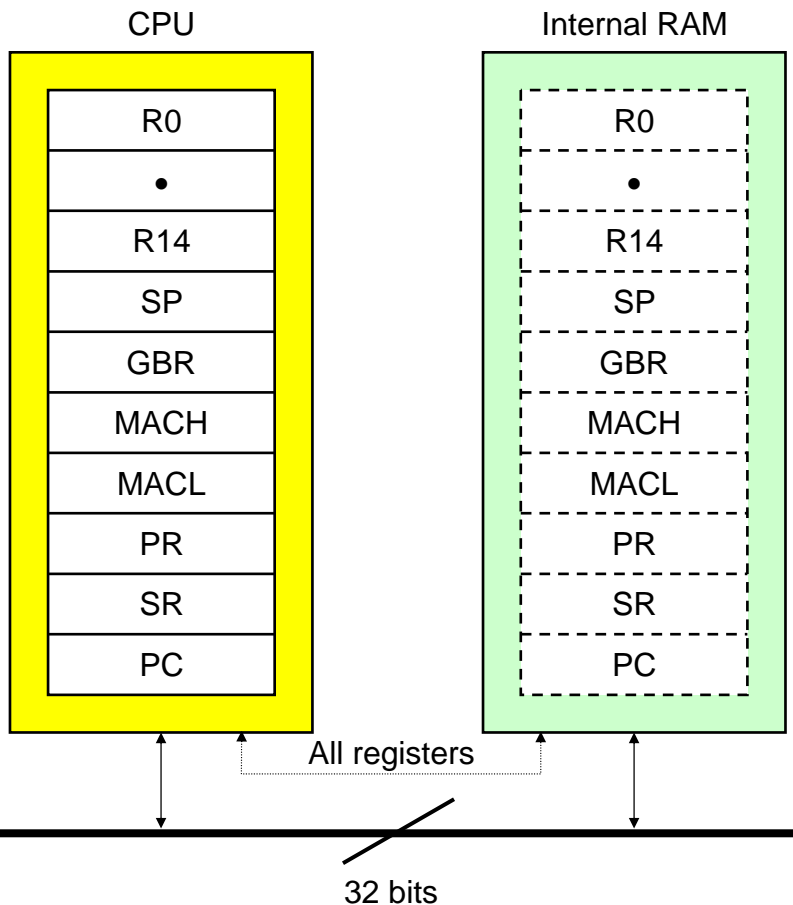 CPU
R0
•
R14
SP
GBR
MACH
MACL
PR
SR
PC
Internal RAM
R0
•
R14
SP
GBR
MACH
MACL
PR
SR
PC
All registers
32 bits